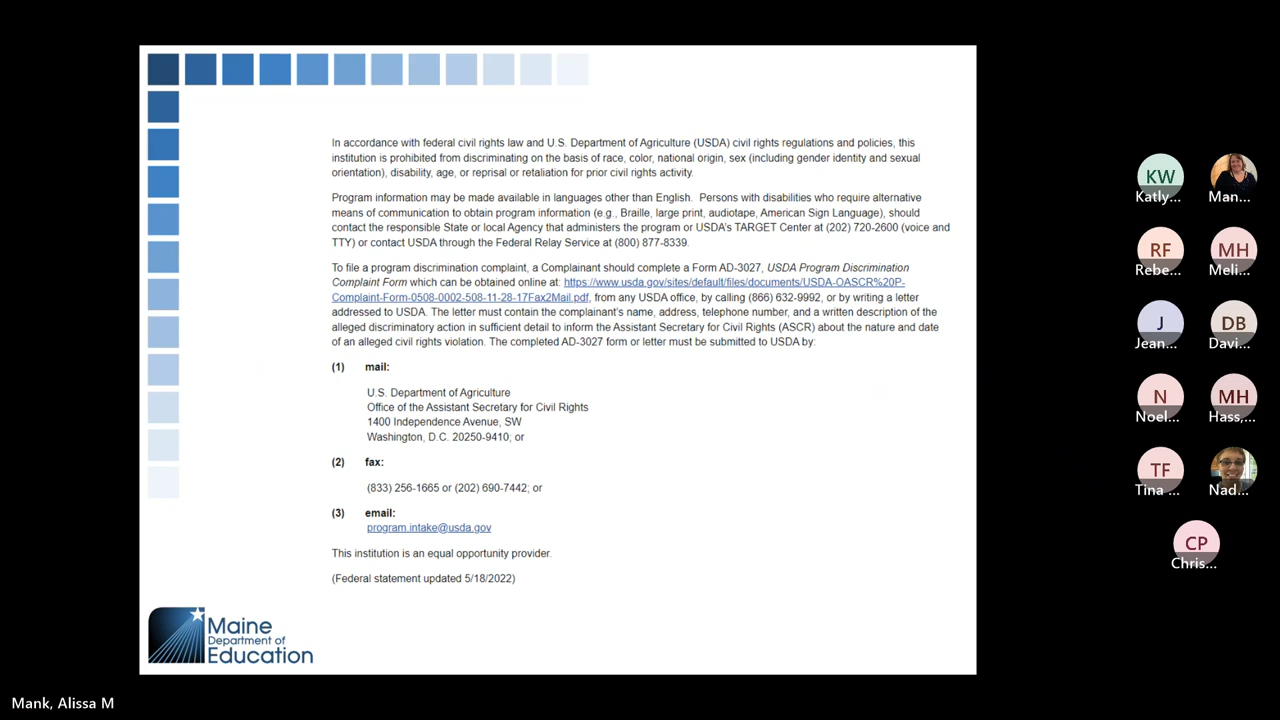 In accordance with federal civil rights law and U.S. Department of Agriculture (USDA) civil rights regulations and policies, this
institution is prohibited from discriminating on the basis of race, color, national origin, sex (including gender identity and sexual
orientation), disability, age, or reprisal or retaliation for prior civil rights activity.
Program information may be made available in languages other than English. Persons with disabilities who require alternative
means of communication to obtain program information (e.g., Braille, large print, audiotape, American Sign Language), should
contact the responsible State or local Agency that administers the program or USDA's TARGET Center at (202) 720-2600 (voice and
TTY) or contact USDA through the Federal Relay Service at (800) 877-8339.
To file a program discrimination complaint, a Complainant should complete a Form AD-3027, USDA Program Discrimination
Complaint Form which can be obtained online at: https://www.usda.gov/sites/default/files/documents/USDA-OASCR%20P-
Complaint-Form-0508-0002-508-11-28-17Fax2Mail.pdf, from any USDA office, by calling (866) 632-9992, or by writing a letter
addressed to USDA. The letter must contain the complainant's name, address, telephone number, and a written description of the
alleged discriminatory action in sufficient detail to inform the Assistant Secretary for Civil Rights (ASCR) about the nature and date
of an alleged civil rights violation. The completed AD-3027 form or letter must be submitted to USDA by:
(1) mail:
U.S. Department of Agriculture
Office of the Assistant Secretary for Civil Rights
1400 Independence Avenue, SW
Washington, D.C. 20250-9410; or
(2) fax:
(833) 256-1665 or (202) 690-7442; or
(3) email:
program.intake@usda.gov
This institution is an equal opportunity provider.
(Federal statement updated 5/18/2022)
Maine
Department of
Education
KW
Katly... Man...
RF MH
Rebe... Meli...
J DB
Jean... Davi...
N MH
Noel... Hass,...
TF
Tina ... Nad...
CP
Chris...
Mank, Alissa M